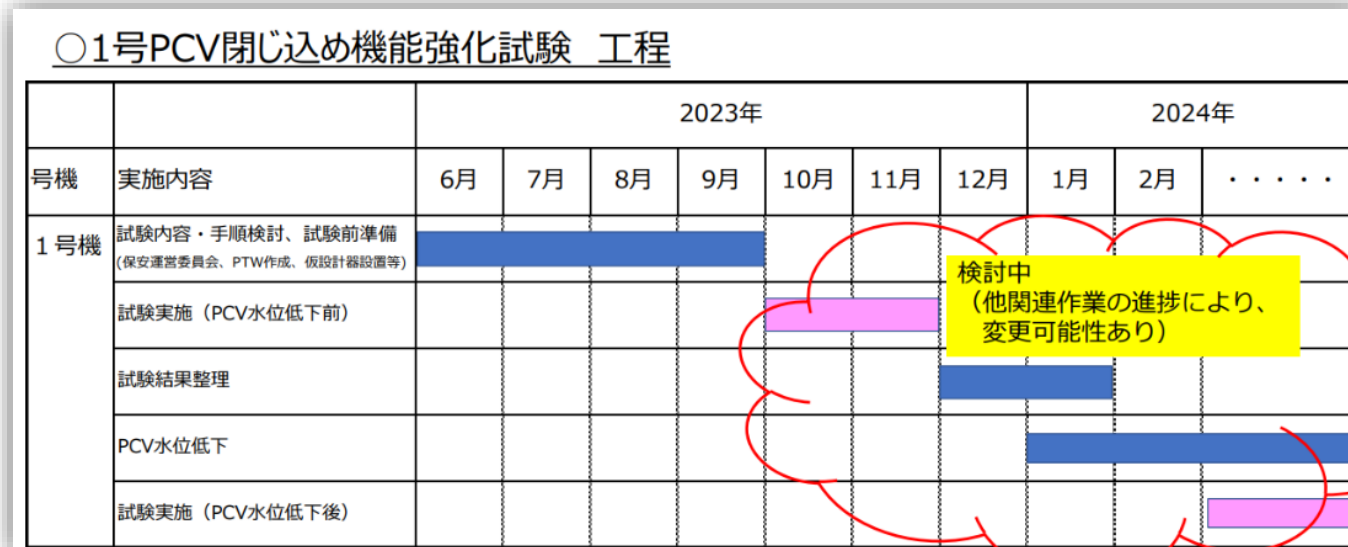 ○1号PCV閉じ込め機能強化試験 工程
2023年 2024年
号機 実施内容 6月 7月 8月 9月 10月 11月 12月 1月 2月 ・・・・・
1号機 試験内容・手順検討、試験前準備
(保安運営委員会、PTW作成、仮設計器設置等)
検討中
(他関連作業の進捗により、
変更可能性あり)
試験実施(PCV水位低下前)
試験結果整理
PCV水位低下
試験実施(PCV水位低下後)